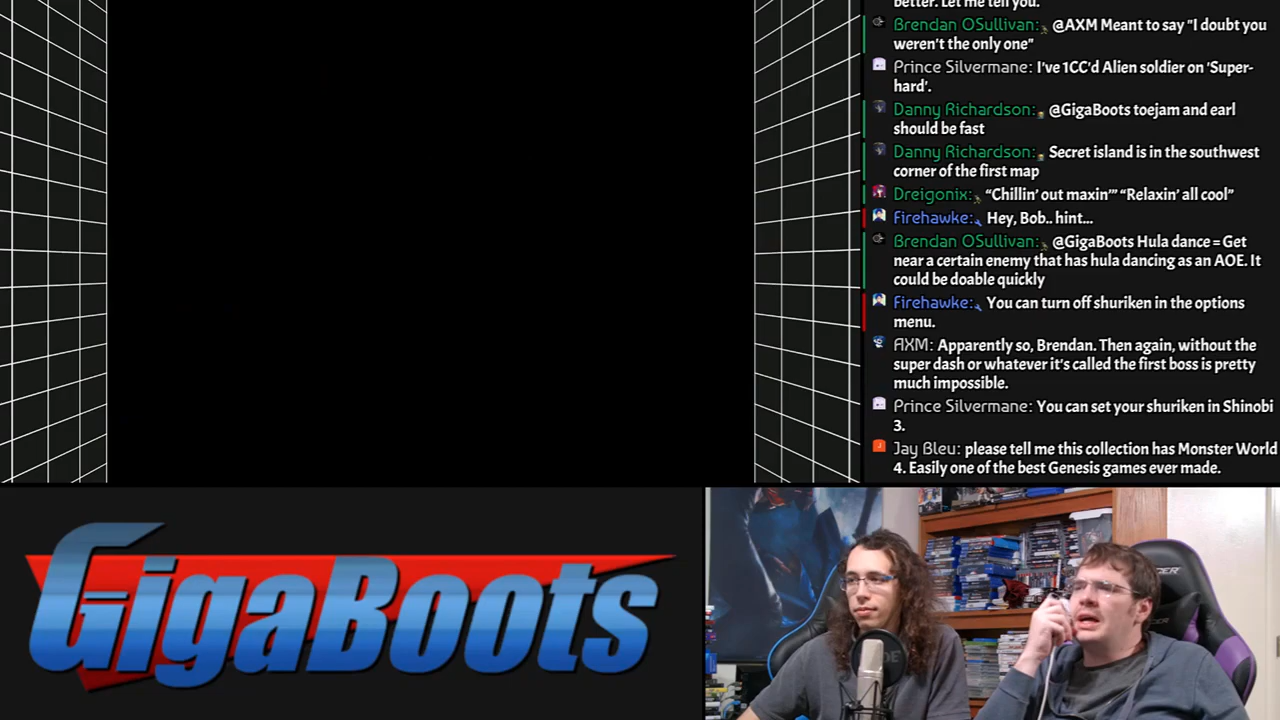 better. Let me tell you.
Brendan OSullivan: @AXM Meant to say "I doubt you
weren't the only one"
Prince Silvermane: I've 1CC'd Alien soldier on 'Super-
hard'.
Danny Richardson: @GigaBoots toejam and earl
should be fast
Danny Richardson: Secret island is in the southwest
corner of the first map
Dreigonix: “Chillin’ out maxin’” “Relaxin’ all cool”
Firehawke: Hey, Bob.. hint...
Brendan OSullivan: @GigaBoots Hula dance = Get
near a certain enemy that has hula dancing as an AOE. It
could be doable quickly
Firehawke: You can turn off shuriken in the options
menu.
AXM: Apparently so, Brendan. Then again, without the
super dash or whatever it's called the first boss is pretty
much impossible.
Prince Silvermane: You can set your shuriken in Shinobi
3.
Jay Bleu: please tell me this collection has Monster World
4. Easily one of the best Genesis games ever made.
GigaBoots